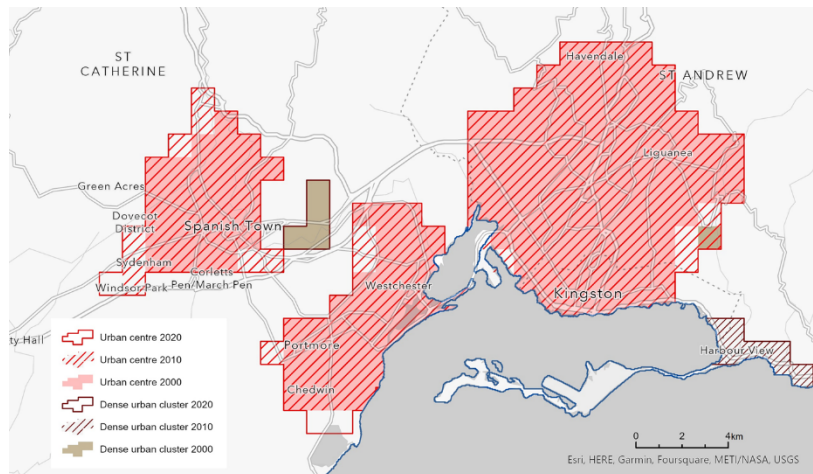 ST
CATHERINE
Havendale
ST ANDREW
Liguanea
Green Acres
Dovecot
District
Spanish Town
Sydenham
Corletts
Windsor Park
Pen/March Pen
Westchester
Kingston
ty Hall
Portmore
Harbour View
Chedwin
Urban centre 2020
Urban centre 2010
Urban centre 2000
Dense urban cluster 2020
Dense urban cluster 2010
Dense urban cluster 2000
0 2 4km
Esri, HERE, Garmin, Foursquare, METI/NASA, USGS